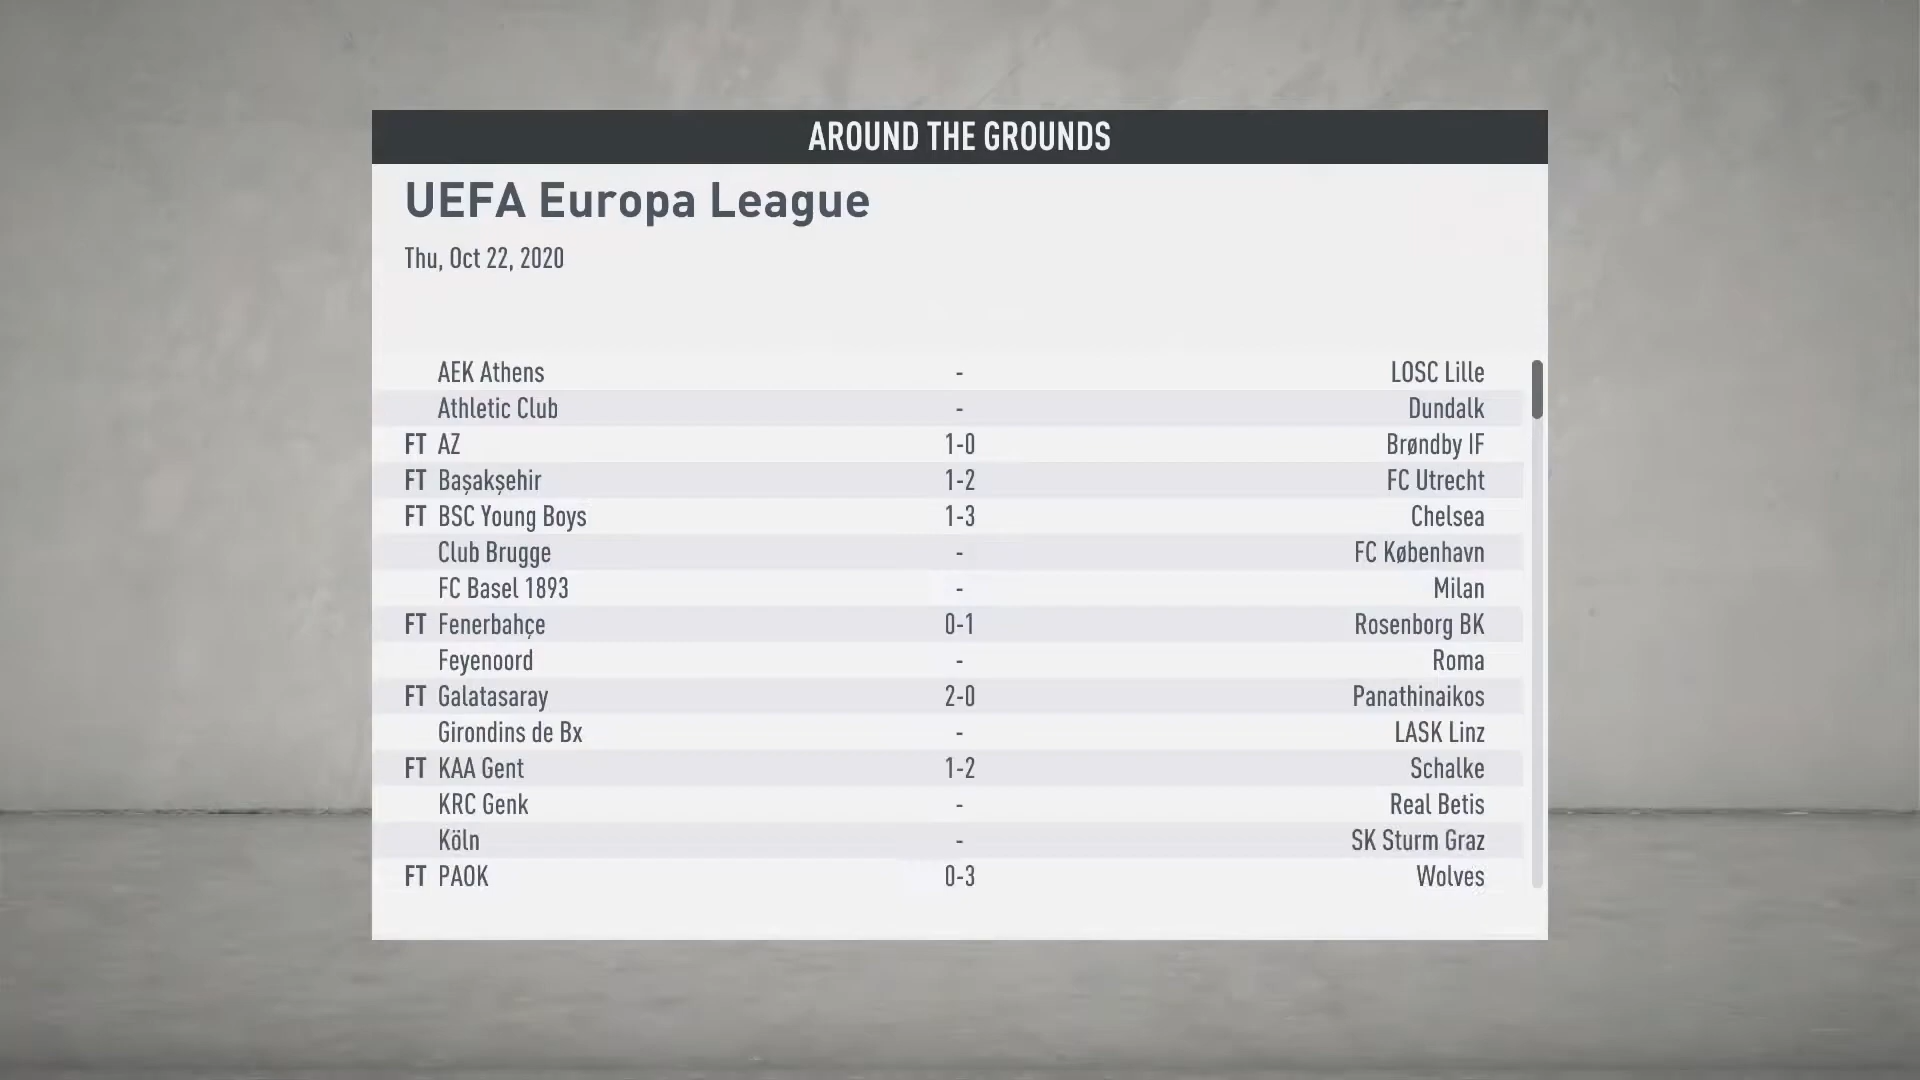 AROUND THE GROUNDS
UEFA Europa League
Thu, Oct 22, 2020
AEK Athens - LOSC Lille
Athletic Club - Dundalk
FT AZ 1-0 Brøndby IF
FT Başakşehir 1-2 FC Utrecht
FT BSC Young Boys 1-3 Chelsea
Club Brugge - FC København
FC Basel 1893 - Milan
FT Fenerbahçe 0-1 Rosenborg BK
Feyenoord - Roma
FT Galatasaray 2-0 Panathinaikos
Girondins de Bx - LASK Linz
FT KAA Gent 1-2 Schalke
KRC Genk - Real Betis
Köln - SK Sturm Graz
FT PAOK 0-3 Wolves